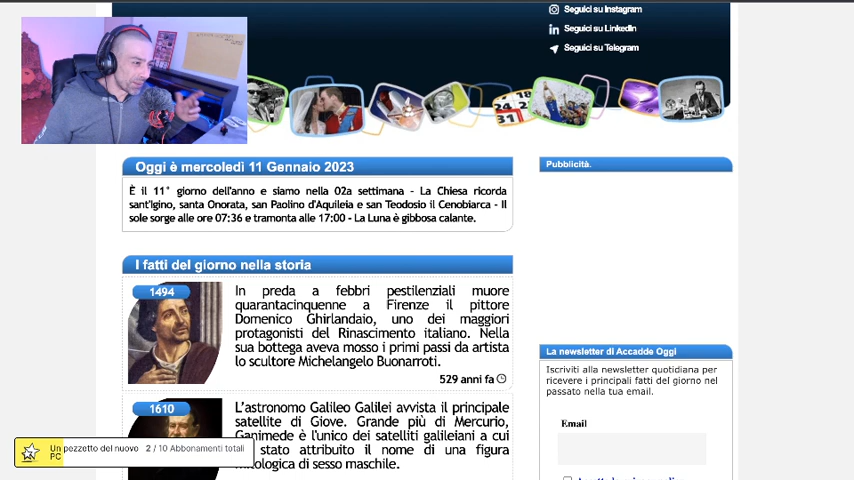 Seguici su Instagram
Seguici su LinkedIn
Seguici su Telegram
18
24 2
31
Oggi è mercoledì 11 Gennaio 2023
È il 11° giorno dell'anno e siamo nella 02a settimana - La Chiesa ricorda
sant'Igino, santa Onorata, san Paolino d'Aquileia e san Teodosio il Cenobiarca - Il
sole sorge alle ore 07:36 e tramonta alle 17:00 - La Luna è gibbosa calante.
Pubblicità.
I fatti del giorno nella storia
1494
In preda a febbri pestilenziali muore
quarantacinquenne a Firenze il pittore
Domenico Ghirlandaio, uno dei maggiori
protagonisti del Rinascimento italiano. Nella
sua bottega aveva mosso i primi passi da artista
lo scultore Michelangelo Buonarroti.
529 anni fa
La newsletter di Accadde Oggi
Iscriviti alla newsletter quotidiana per
ricevere i principali fatti del giorno nel
passato nella tua email.
Email
1610
L'astronomo Galileo Galilei avvista il principale
satellite di Giove. Grande più di Mercurio,
Ganimede è l'unico dei satelliti galileiani a cui
stato attribuito il nome di una figura
ologica di sesso maschile.
Un pezzetto del nuovo
PC
2 / 10 Abbonamenti totali